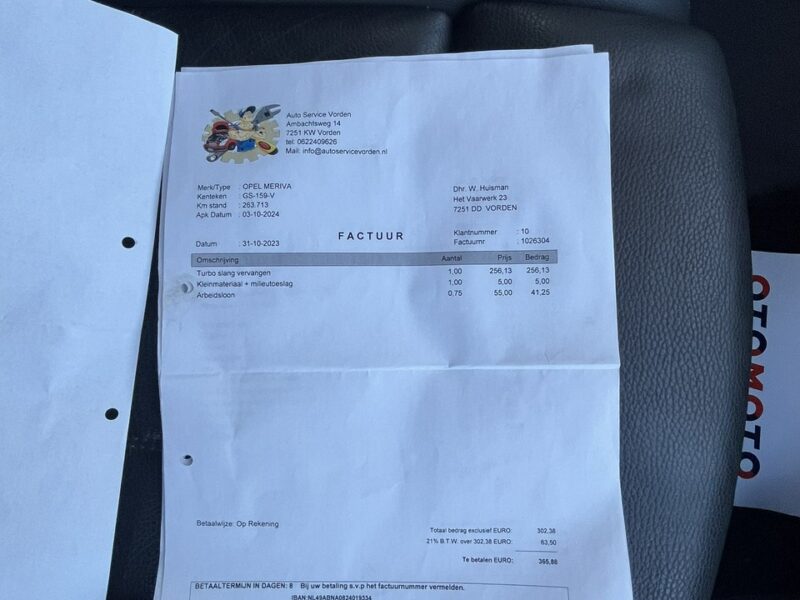 Auto Service Vorden
Ambachtsweg 14
7251 KW Vorden
tel: 0622409626
Mail: info@autoservicevorden.nl
Merk/Type : OPEL MERIVA
Kenteken : GS-159-V
Km stand : 263.713
Apk Datum : 03-10-2024
Dhr. W. Huisman
Het Vaarwerk 23
7251 DD VORDEN
FACTUUR
Klantnummer : 10
Datum : 31-10-2023 Factuurnr : 1026304
Omschrijving Aantal Prijs Bedrag
Turbo slang vervangen 1,00 256,13 256,13
Kleinmateriaal + milieutoeslag 1,00 5,00 5,00
Arbeidsloon 0,75 55,00 41,25
Betaalwijze: Op Rekening
Totaal bedrag exclusief EURO: 302,38
21% B.T.W. over 302,38 EURO: 63,50
Te betalen EURO: 365,88
BETAALTERMIJN IN DAGEN: 8 Bij uw betaling s.v.p het factuurnummer vermelden.
IBAN:NL49ABNA0824019334
OTOMOTO